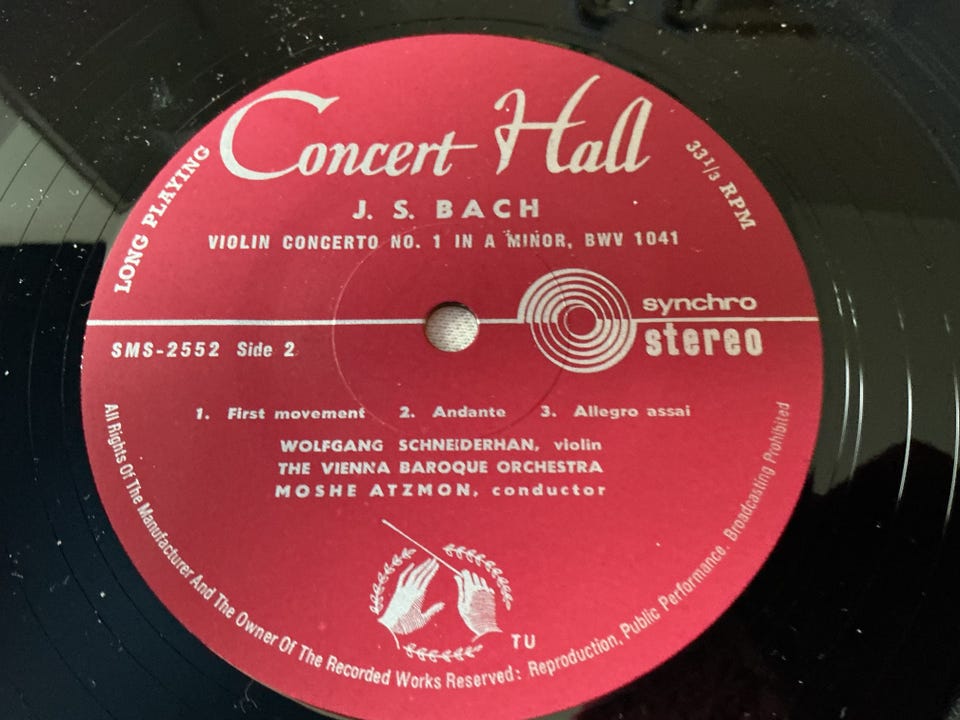 Concert Hall
LONG PLAYING
33 1/3 RPM
J. S. BACH
VIOLIN CONCERTO NO. 1 IN A MINOR, BWV 1041
synchro
stereo
SMS-2552 Side 2
1. First movement 2. Andante 3. Allegro assai
WOLFGANG SCHNEIDERHAN, violin
THE VIENNA BAROQUE ORCHESTRA
MOSHE ATZMON, conductor
TU
All Rights Of The Manufacturer And The Owner Of The Recorded Works Reserved: Reproduction, Public Performance. Broadcasting Prohibited